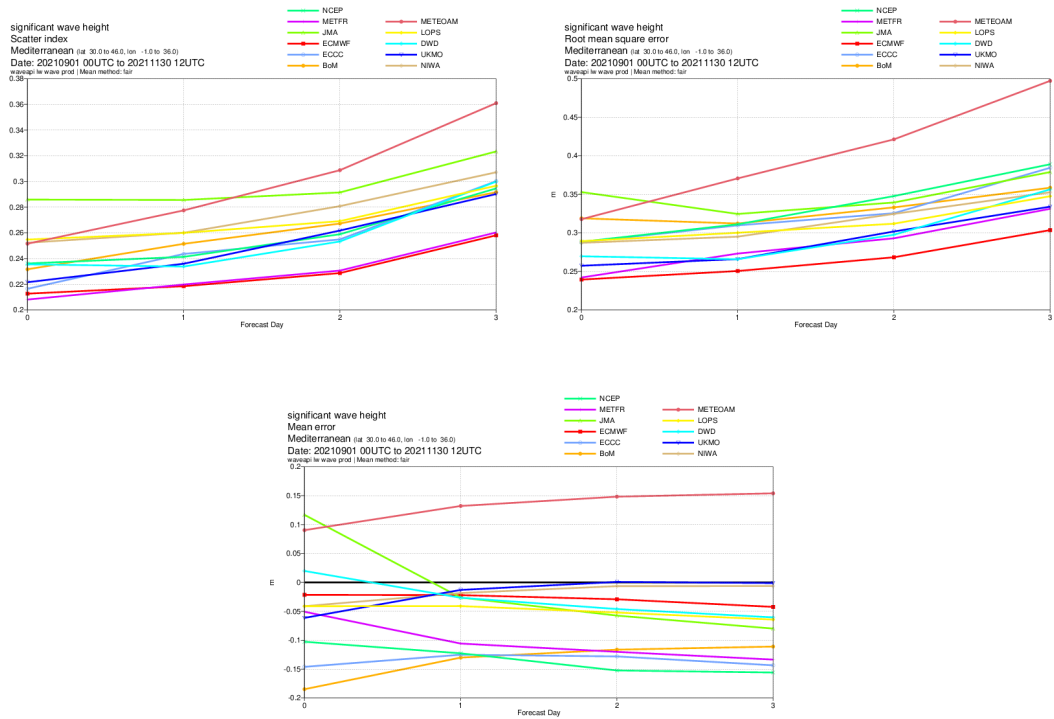 significant wave height
Scatter index
Mediterranean (lat 30.0 to 46.0, lon -1.0 to 36.0)
Date: 20210901 00UTC to 20211130 12UTC
waveapi lw wave prod | Mean method: fair
NCEP
METFR METEOAM
JMA LOPS
ECMWF DWD
ECCC UKMO
BoM NIWA
0.38
0.36
0.34
0.32
0.3
0.28
0.26
0.24
0.22
0.2
0 1 2 3
Forecast Day
significant wave height
Root mean square error
Mediterranean (lat 30.0 to 46.0, lon -1.0 to 36.0)
Date: 20210901 00UTC to 20211130 12UTC
waveapi lw wave prod | Mean method: fair
NCEP
METFR METEOAM
JMA LOPS
ECMWF DWD
ECCC UKMO
BoM NIWA
0.5
0.45
0.4
0.35
m
0.3
0.25
0.2
0 1 2 3
Forecast Day
significant wave height
Mean error
Mediterranean (lat 30.0 to 46.0, lon -1.0 to 36.0)
Date: 20210901 00UTC to 20211130 12UTC
waveapi lw wave prod | Mean method: fair
NCEP
METFR METEOAM
JMA LOPS
ECMWF DWD
ECCC UKMO
BoM NIWA
0.2
0.15
0.1
0.05
m 0
-0.05
-0.1
-0.15
-0.2
0 1 2 3
Forecast Day